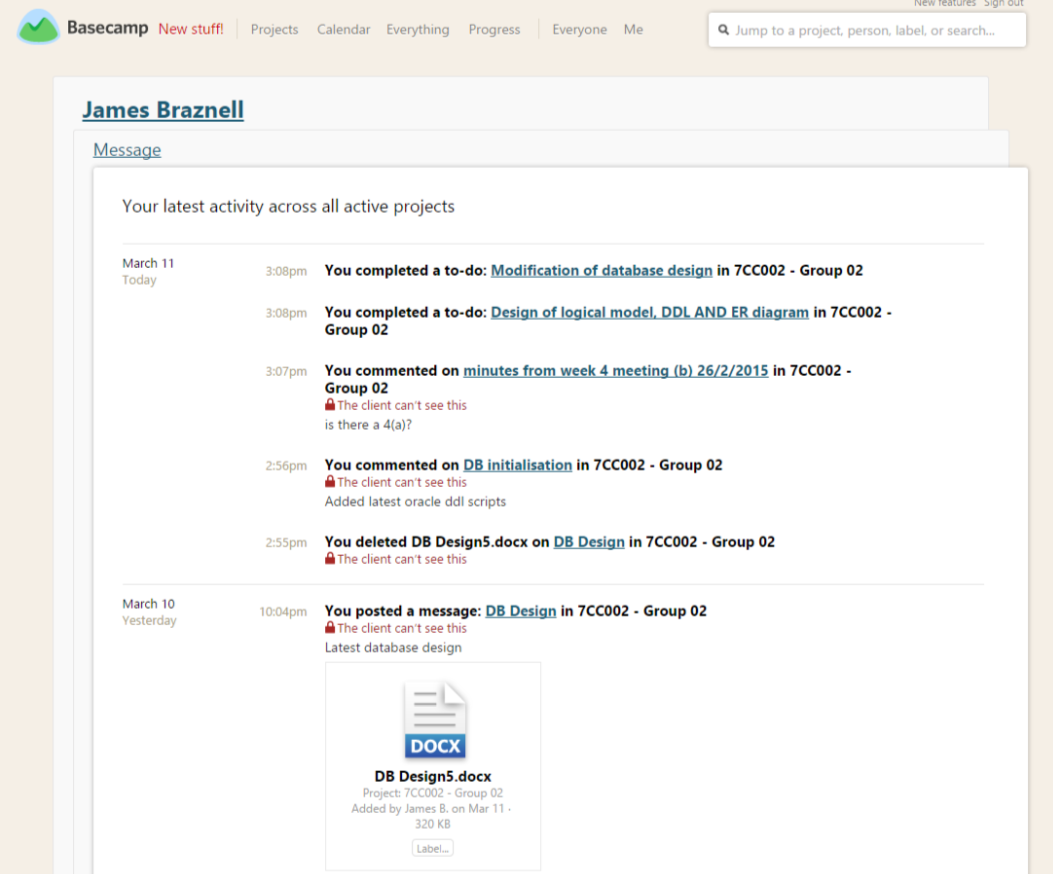 New features Sign out
Basecamp New stuff! Projects Calendar Everything Progress Everyone Me
Jump to a project, person, label, or search...
James Braznell
Message
Your latest activity across all active projects
March 11
Today
3:08pm You completed a to-do: Modification of database design in 7CC002 - Group 02
3:08pm You completed a to-do: Design of logical model, DDL AND ER diagram in 7CC002 -
Group 02
3:07pm You commented on minutes from week 4 meeting (b) 26/2/2015 in 7CC002 -
Group 02
The client can't see this
is there a 4(a)?
2:56pm You commented on DB initialisation in 7CC002 - Group 02
The client can't see this
Added latest oracle ddl scripts
2:55pm You deleted DB Design5.docx on DB Design in 7CC002 - Group 02
The client can't see this
March 10
Yesterday
10:04pm You posted a message: DB Design in 7CC002 - Group 02
The client can't see this
Latest database design
DOCX
DB Design5.docx
Project: 7CC002 - Group 02
Added by James B. on Mar 11 ·
320 KB
Label...